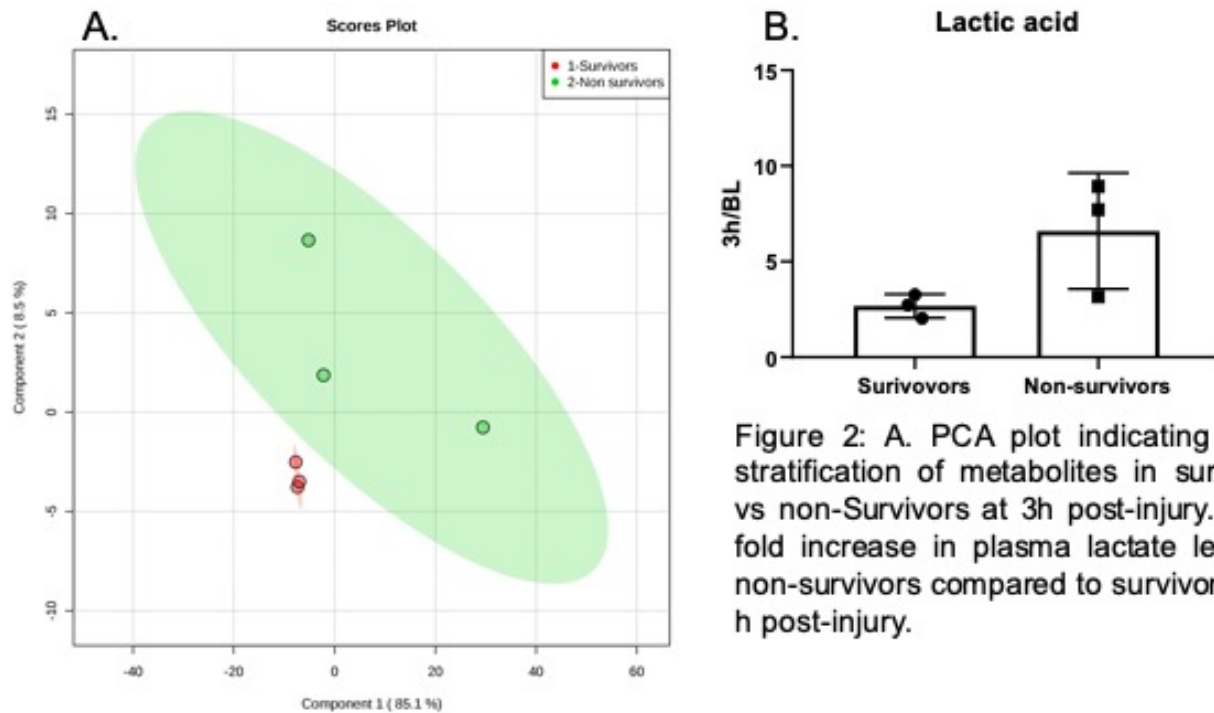 A.
Scores Plot
1-Survivors
2-Non survivors
15
10
5
0
-5
-10
Component 2 ( 8.5 %)
-40
-20
0
20
40
60
Component 1 ( 85.1 %)
B.
Lactic acid
15
10
5
0
3h/BL
Surivovors
Non-survivors
Figure 2: A. PCA plot indicating
stratification of metabolites in
vs non-Survivors at 3h post-injury.
fold increase in plasma lactate
non-survivors compared to
h post-injury.